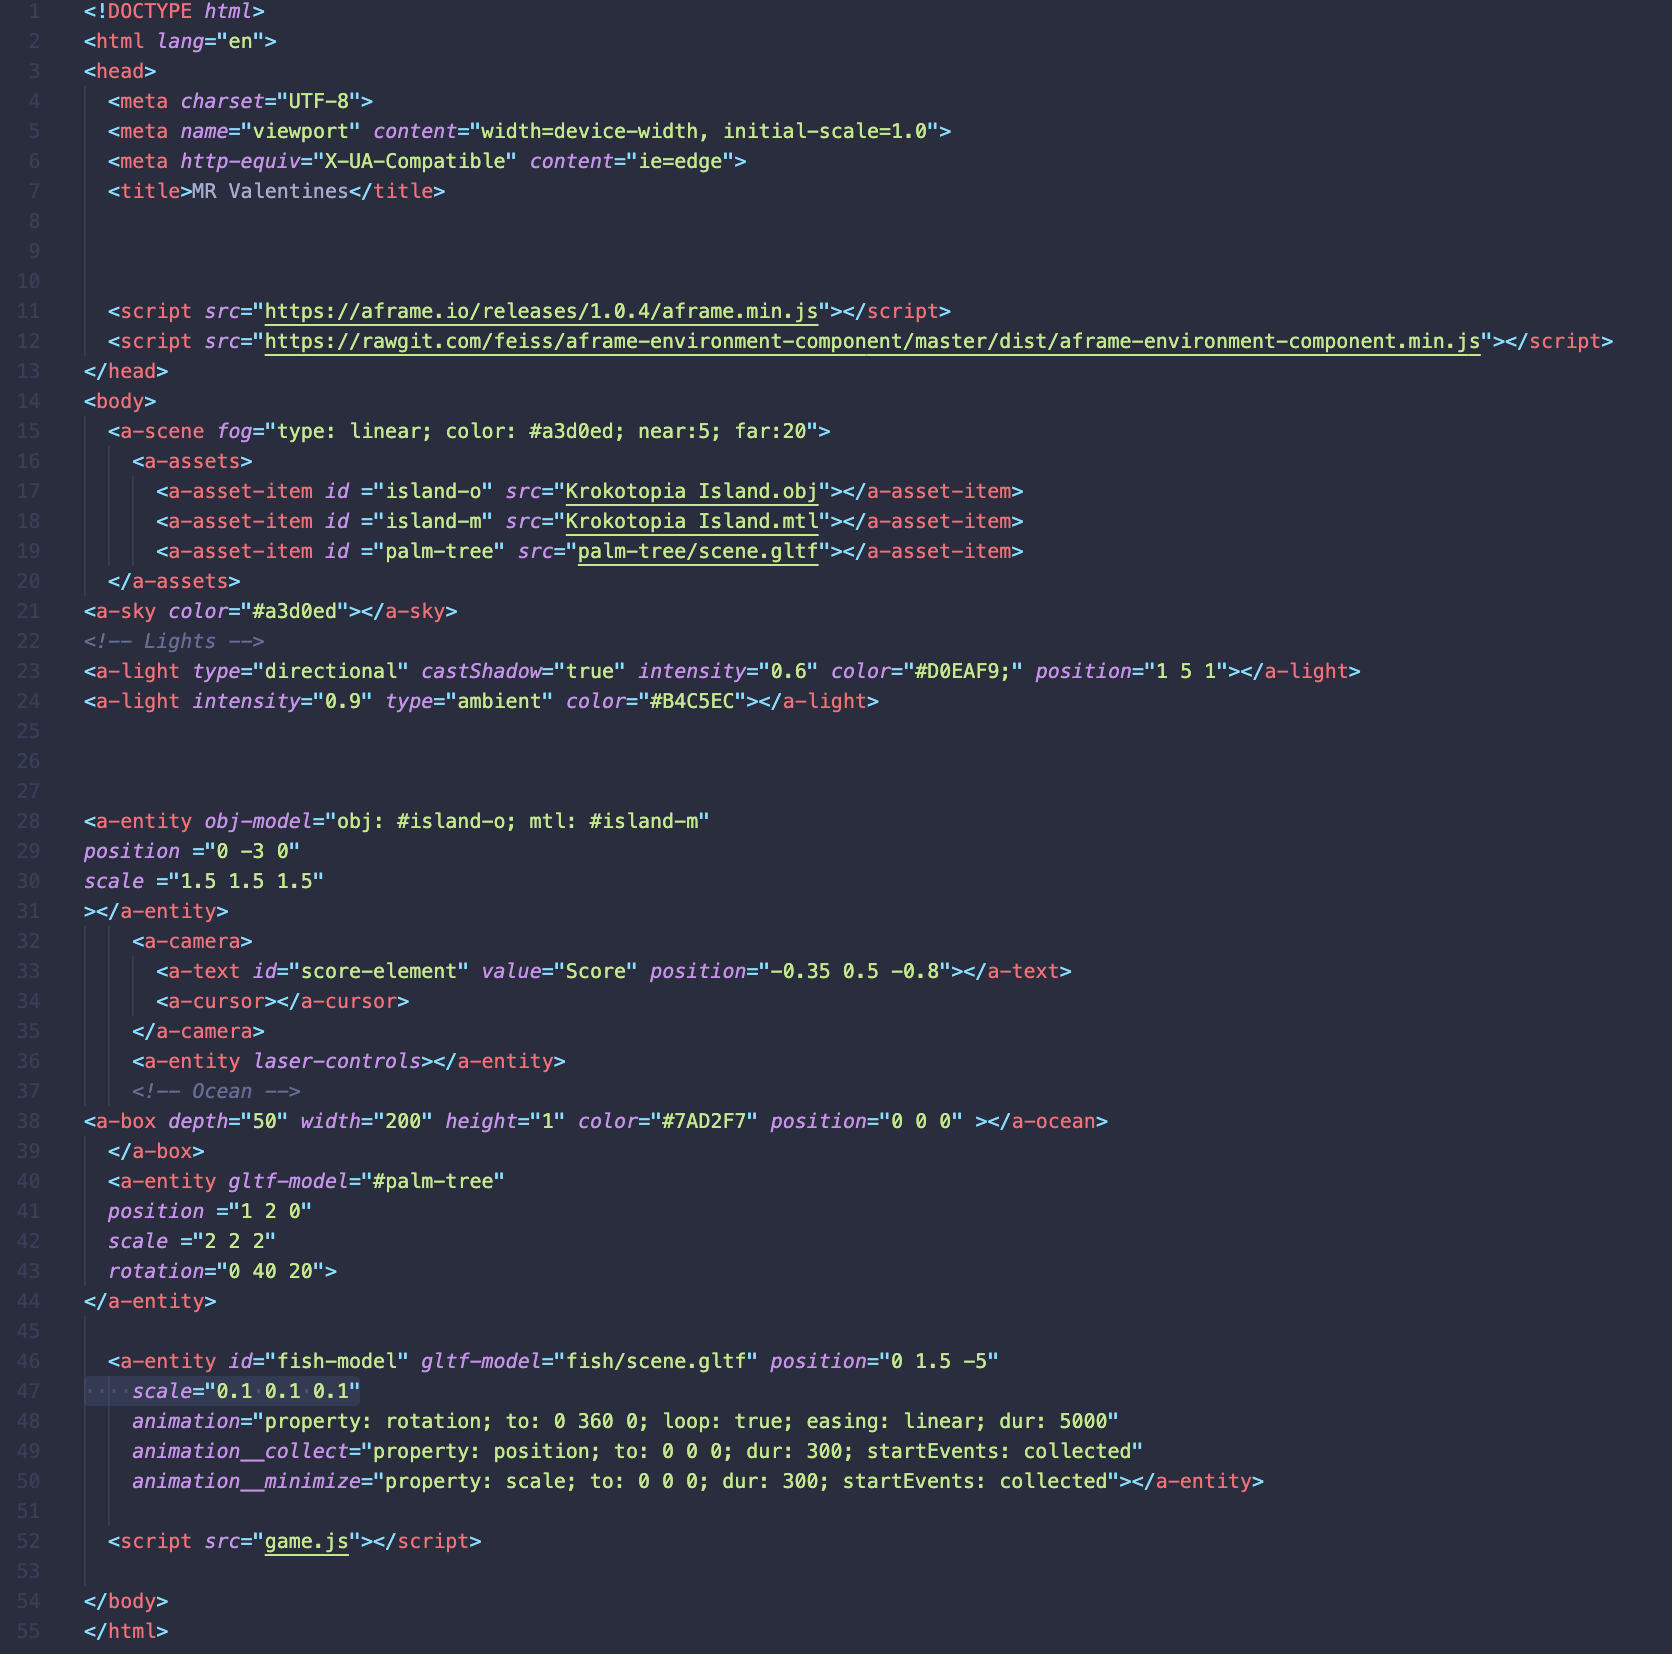 1 <!DOCTYPE html>
2 <html lang="en">
3 <head>
4 <meta charset="UTF-8">
5 <meta name="viewport" content="width=device-width, initial-scale=1.0">
6 <meta http-equiv="X-UA-Compatible" content="ie=edge">
7 <title>MR Valentines</title>
8
9
10
11 <script src="https://aframe.io/releases/1.0.4/aframe.min.js"></script>
12 <script src="https://rawgit.com/feiss/aframe-environment-component/master/dist/aframe-environment-component.min.js"></script>
13 </head>
14 <body>
15 <a-scene fog="type: linear; color: #a3d0ed; near:5; far:20">
16 <a-assets>
17 <a-asset-item id ="island-o" src="Krokotopia Island.obj"></a-asset-item>
18 <a-asset-item id ="island-m" src="Krokotopia Island.mtl"></a-asset-item>
19 <a-asset-item id ="palm-tree" src="palm-tree/scene.gltf"></a-asset-item>
20 </a-assets>
21 <a-sky color="#a3d0ed"></a-sky>
22 <!-- Lights -->
23 <a-light type="directional" castShadow="true" intensity="0.6" color="#D0EAF9;" position="1 5 1"></a-light>
24 <a-light intensity="0.9" type="ambient" color="#B4C5EC"></a-light>
25
26
27
28 <a-entity obj-model="obj: #island-o; mtl: #island-m"
29 position ="0 -3 0"
30 scale ="1.5 1.5 1.5"
31 ></a-entity>
32 <a-camera>
33 <a-text id="score-element" value="Score" position="-0.35 0.5 -0.8"></a-text>
34 <a-cursor></a-cursor>
35 </a-camera>
36 <a-entity laser-controls></a-entity>
37 <!-- Ocean -->
38 <a-box depth="50" width="200" height="1" color="#7AD2F7" position="0 0 0" ></a-ocean>
39 </a-box>
40 <a-entity gltf-model="#palm-tree"
41 position ="1 2 0"
42 scale ="2 2 2"
43 rotation="0 40 20">
44 </a-entity>
45
46 <a-entity id="fish-model" gltf-model="fish/scene.gltf" position="0 1.5 -5"
47 scale="0.1 0.1 0.1"
48 animation="property: rotation; to: 0 360 0; loop: true; easing: linear; dur: 5000"
49 animation__collect="property: position; to: 0 0 0; dur: 300; startEvents: collected"
50 animation__minimize="property: scale; to: 0 0 0; dur: 300; startEvents: collected"></a-entity>
51
52 <script src="game.js"></script>
53
54 </body>
55 </html>